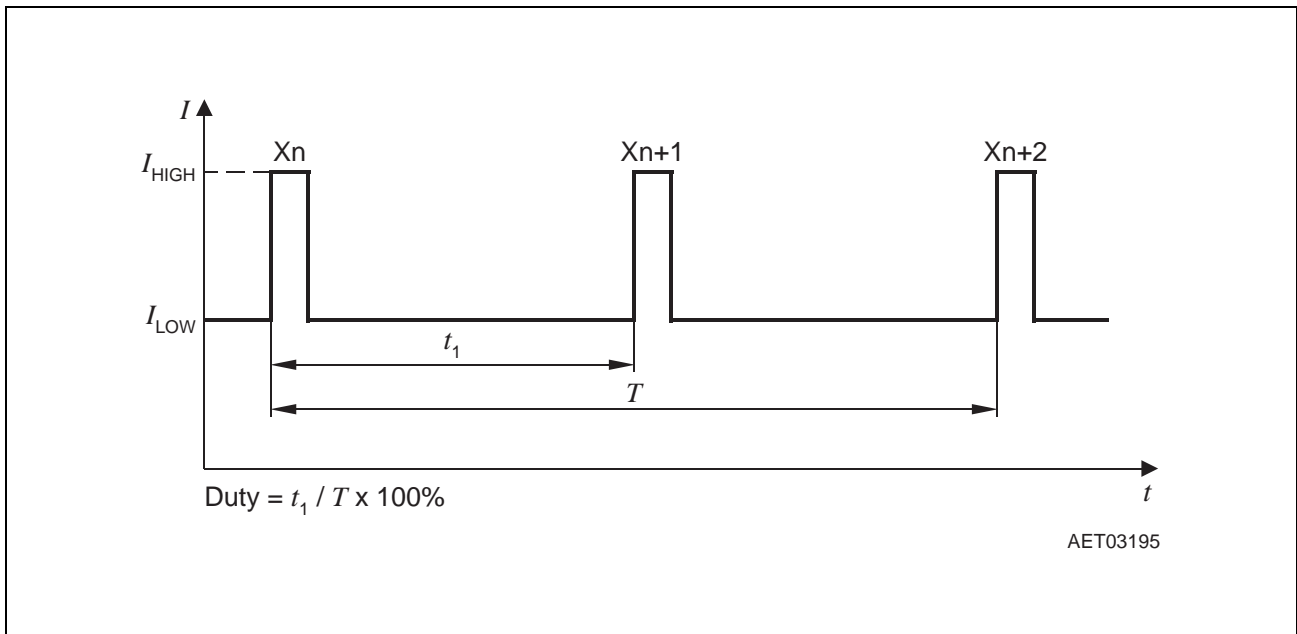 I
Xn
Xn+1
Xn+2
I_HIGH
I_LOW
t_1
T
Duty = t_1 / T x 100%
t
AET03195